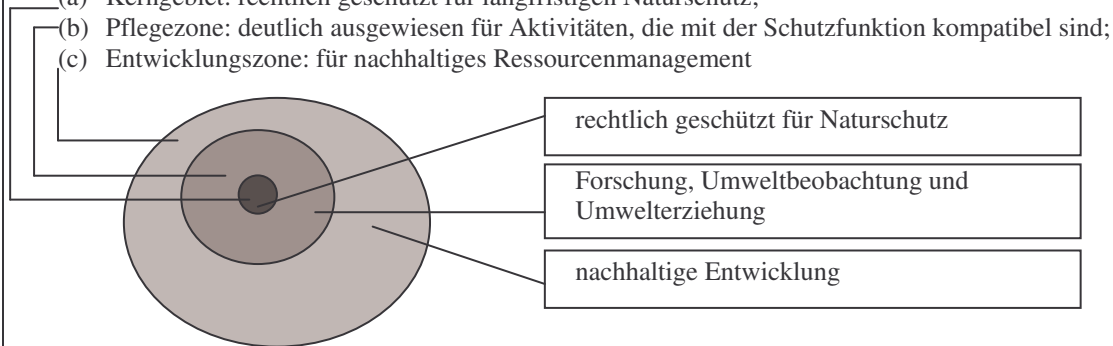 (a) Kerngebiet: rechtlich geschützt für langfristigen Naturschutz;
(b) Pflegezone: deutlich ausgewiesen für Aktivitäten, die mit der Schutzfunktion kompatibel sind;
(c) Entwicklungszone: für nachhaltiges Ressourcenmanagement
rechtlich geschützt für Naturschutz
Forschung, Umweltbeobachtung und
Umwelterziehung
nachhaltige Entwicklung